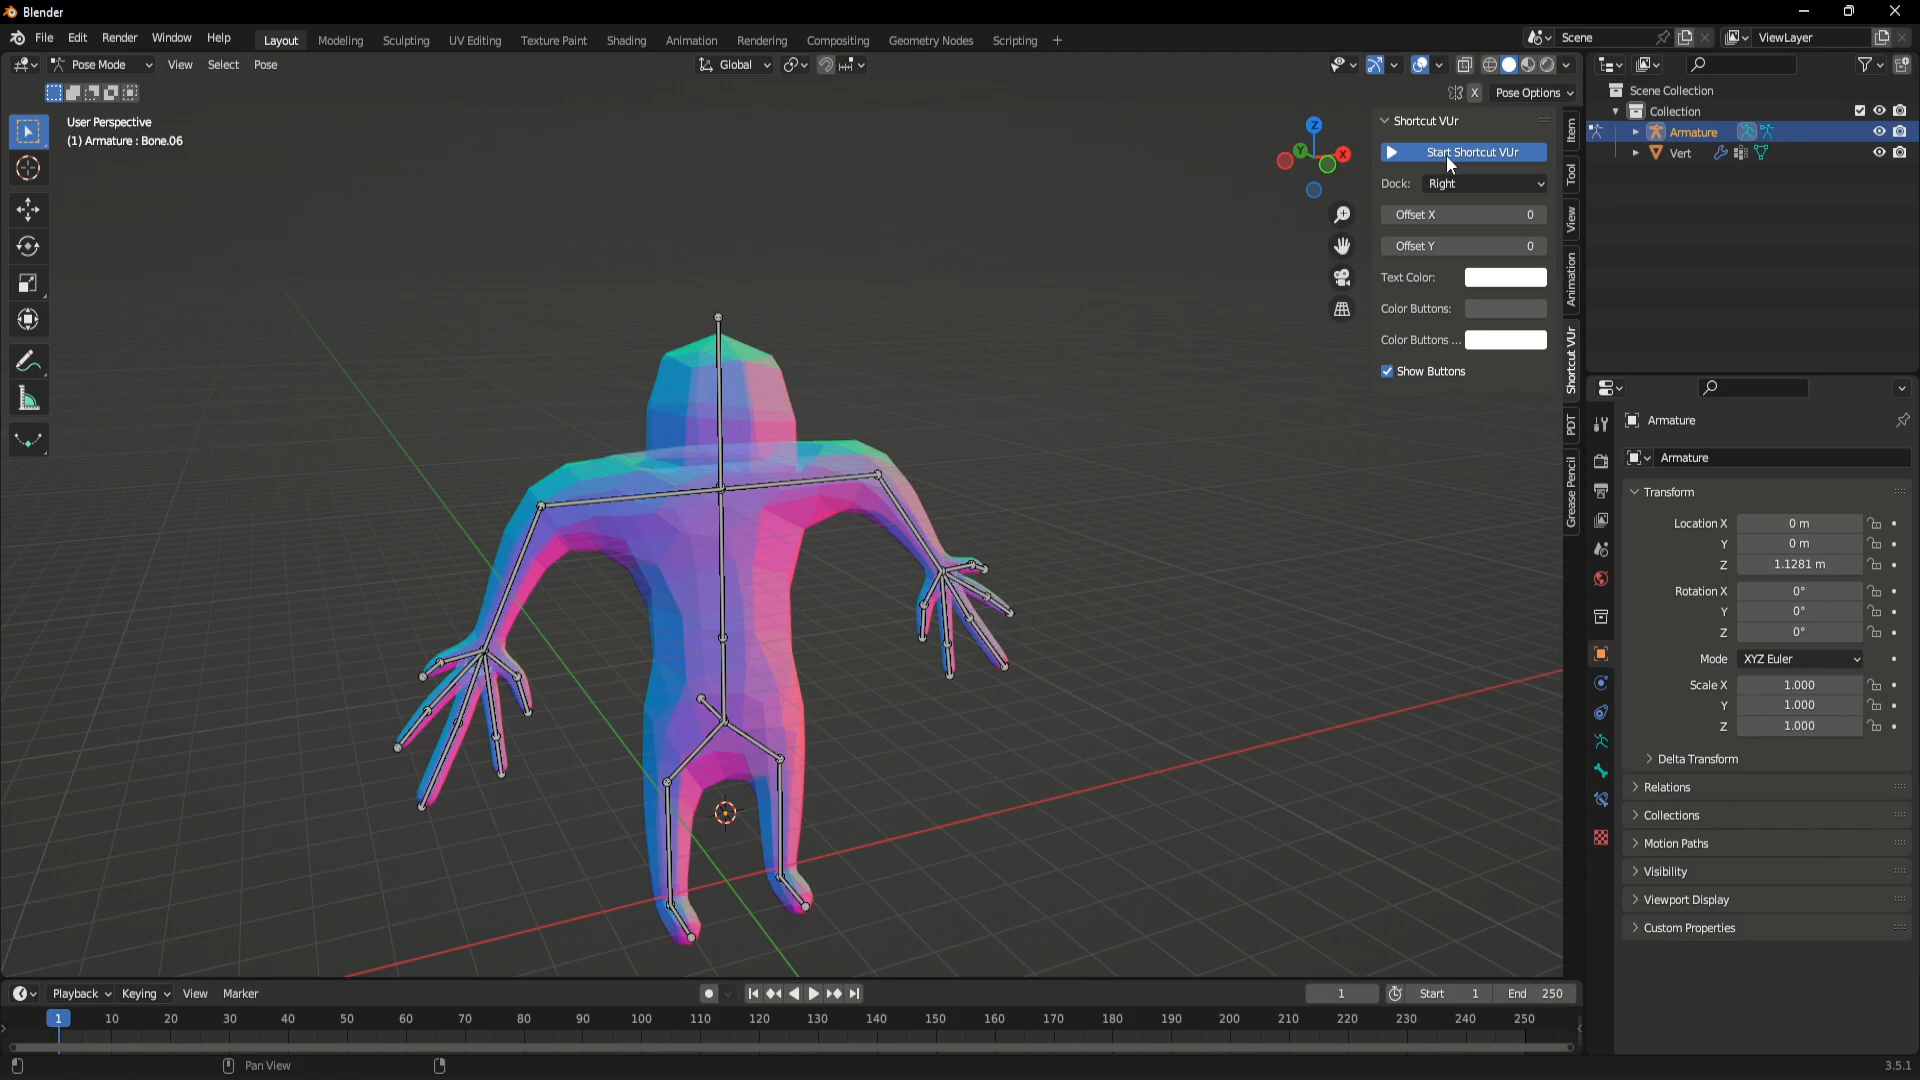 Blender
File Edit Render Window Help
Layout Modeling Sculpting UV Editing Texture Paint Shading Animation Rendering Compositing Geometry Nodes Scripting +
Scene
ViewLayer
Pose Mode View Select Pose
Global
X Pose Options
User Perspective
(1) Armature : Bone.06
Z
Y
X
Shortcut VUr
Start Shortcut VUr
Dock: Right
Offset X 0
Offset Y 0
Text Color:
Color Buttons:
Color Buttons ...
Show Buttons
Item
Tool
View
Animation
Shortcut VUr
PDT
Grease Pencil
Scene Collection
Collection
Armature
Vert
Armature
Armature
Transform
Location X 0 m
Y 0 m
Z 1.1281 m
Rotation X 0°
Y 0°
Z 0°
Mode XYZ Euler
Scale X 1.000
Y 1.000
Z 1.000
Delta Transform
Relations
Collections
Motion Paths
Visibility
Viewport Display
Custom Properties
Playback Keying View Marker
1 Start 1 End 250
1 10 20 30 40 50 60 70 80 90 100 110 120 130 140 150 160 170 180 190 200 210 220 230 240 250
Pan View
3.5.1